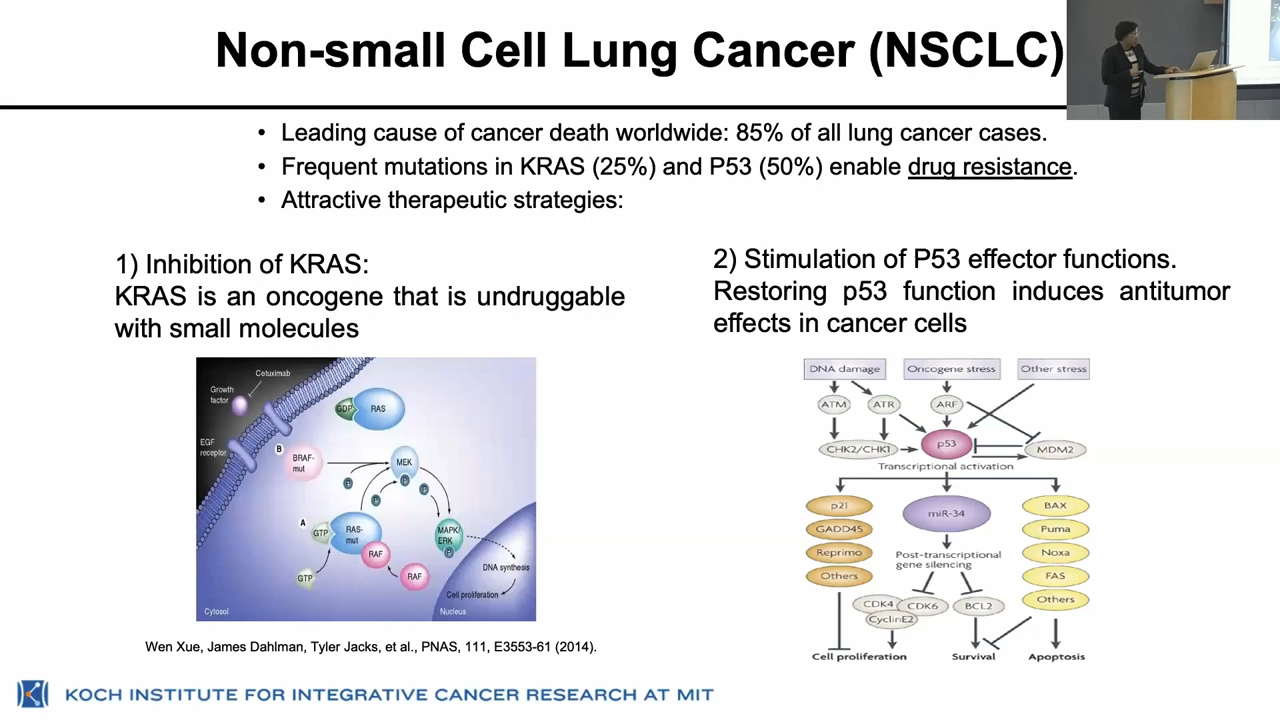 Non-small Cell Lung Cancer (NSCLC)
• Leading cause of cancer death worldwide: 85% of all lung cancer cases.
• Frequent mutations in KRAS (25%) and P53 (50%) enable drug resistance.
• Attractive therapeutic strategies:
1) Inhibition of KRAS:
KRAS is an oncogene that is undruggable
with small molecules
Cetuximab
Growth
factor
GDP
RAS
EGF
receptor
B
BRAF-
mut
MEK
P
P
P
P
A
GTP
RAS-
mut
MAPK/
ERK
P
RAF
GTP
RAF
DNA synthesis
Cell proliferation
Cytosol
Nucleus
Wen Xue, James Dahlman, Tyler Jacks, et al., PNAS, 111, E3553-61 (2014).
2) Stimulation of P53 effector functions.
Restoring p53 function induces antitumor
effects in cancer cells
DNA damage
Oncogene stress
Other stress
ATM
ATR
ARF
CHK2/CHK1
p53
MDM2
Transcriptional activation
p21
miR-34
BAX
GADD45
Puma
Reprimo
Post-transcriptional
gene silencing
Noxa
Others
FAS
CDK4
CDK6
BCL2
Others
CyclinE2
Cell proliferation
Survival
Apoptosis
KOCH INSTITUTE FOR INTEGRATIVE CANCER RESEARCH AT MIT